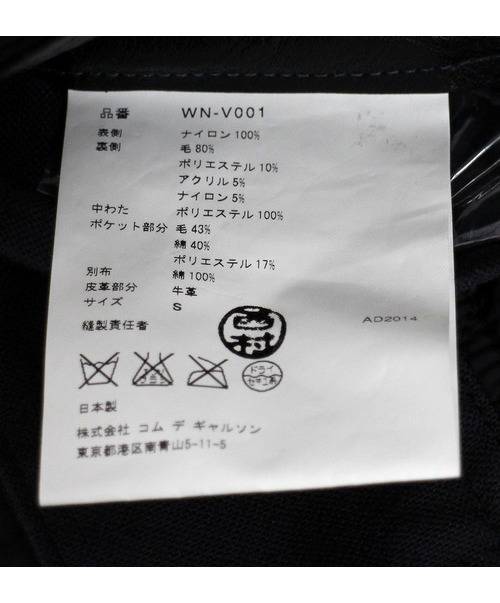 品番 WN-V001
表側 ナイロン 100%
裏側 毛 80%
ポリエステル 10%
アクリル 5%
ナイロン 5%
中わた ポリエステル 100%
ポケット部分 毛 43%
綿 40%
ポリエステル 17%
別布 綿 100%
皮革部分 牛革
サイズ S
縫製責任者 西村 AD2014
ドライ
セキユ系
日本製
株式会社 コム デ ギャルソン
東京都港区南青山5-11-5